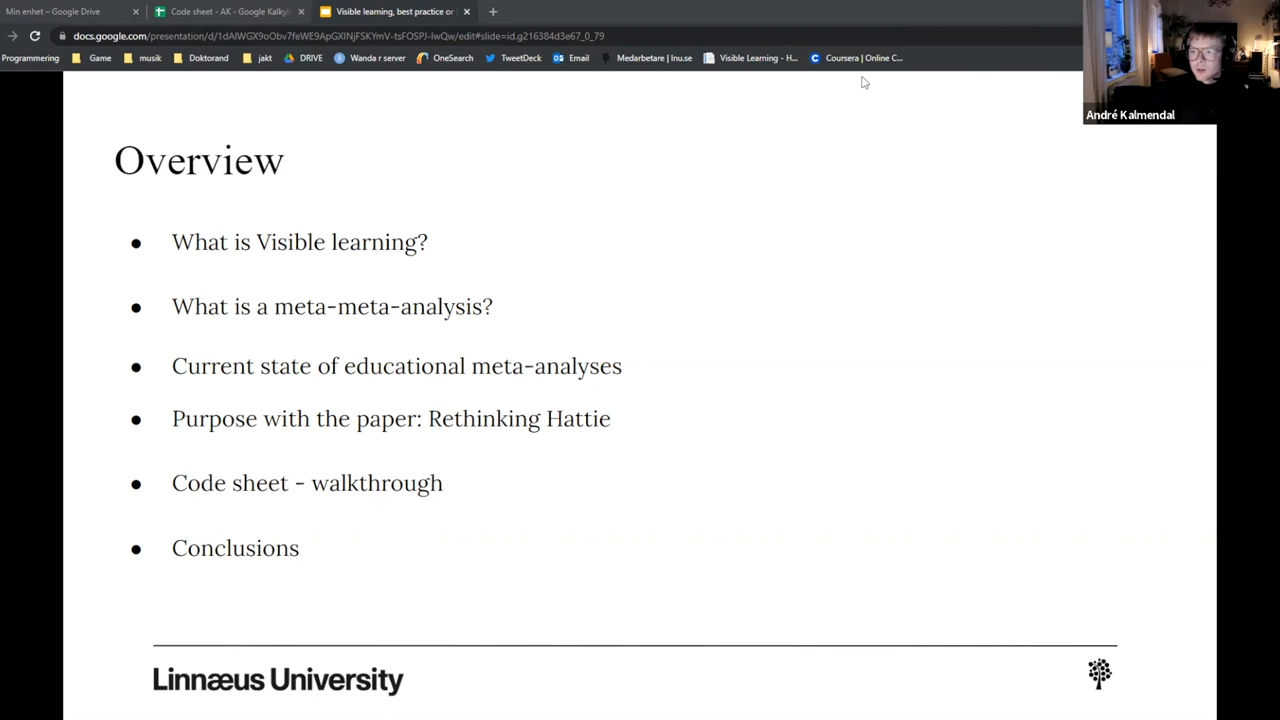 Min enhet – Google Drive
Code sheet - AK - Google Kalkyl
Visible learning, best practice or
docs.google.com/presentation/d/1dAIWGX9oObv7feWE9ApGXINjFSKYmV-tsFOSPJ-IwQw/edit#slide=id.g216384d3e67_0_79
Programmering Game musik Doktorand jakt DRIVE Wanda r server OneSearch TweetDeck Email Medarbetare | lnu.se Visible Learning - H... Coursera | Online C...
André Kalmendal
Overview
● What is Visible learning?
● What is a meta-meta-analysis?
● Current state of educational meta-analyses
● Purpose with the paper: Rethinking Hattie
● Code sheet - walkthrough
● Conclusions
Linnæus University